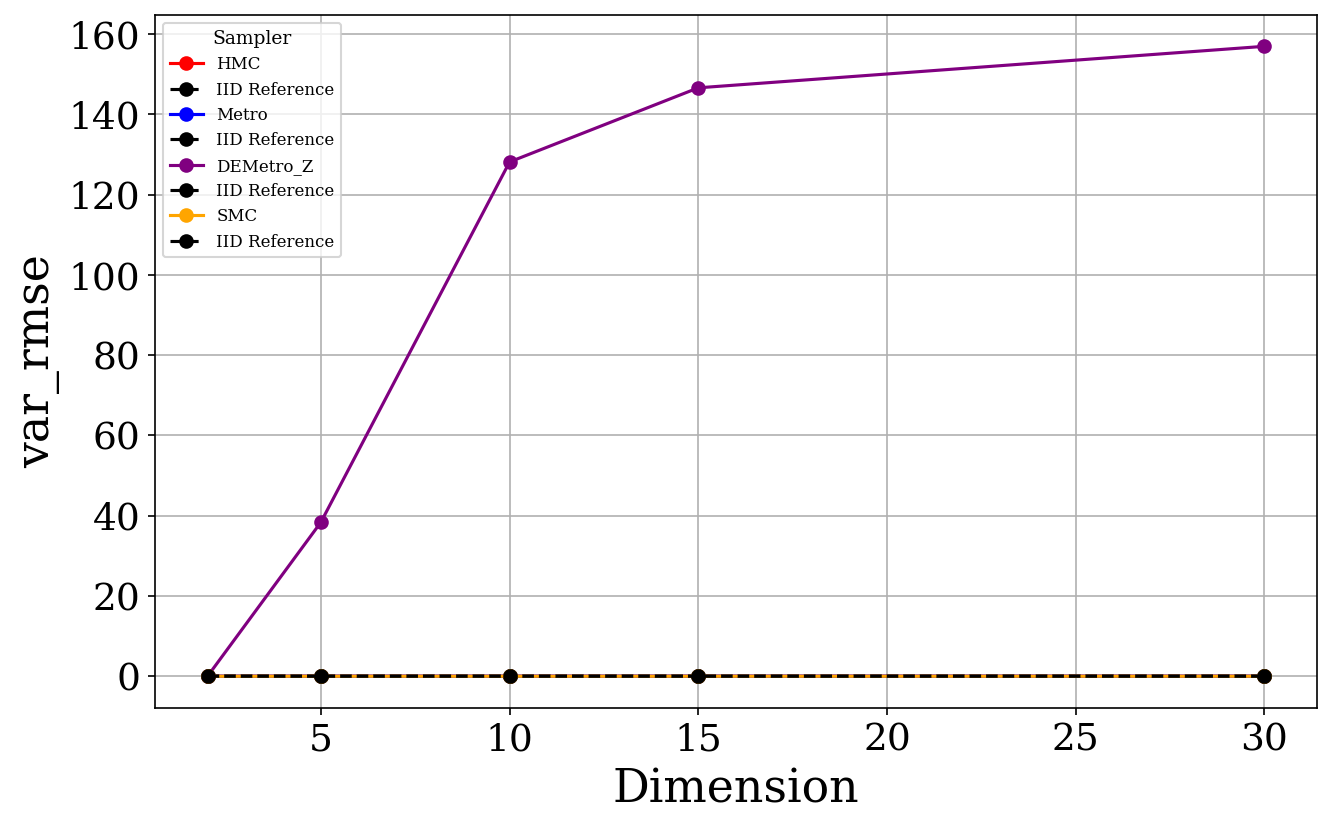 160
140
120
100
80
60
40
20
0
var_rmse
Sampler
HMC
IID Reference
Metro
IID Reference
DEMetro_Z
IID Reference
SMC
IID Reference
5
10
15
20
25
30
Dimension